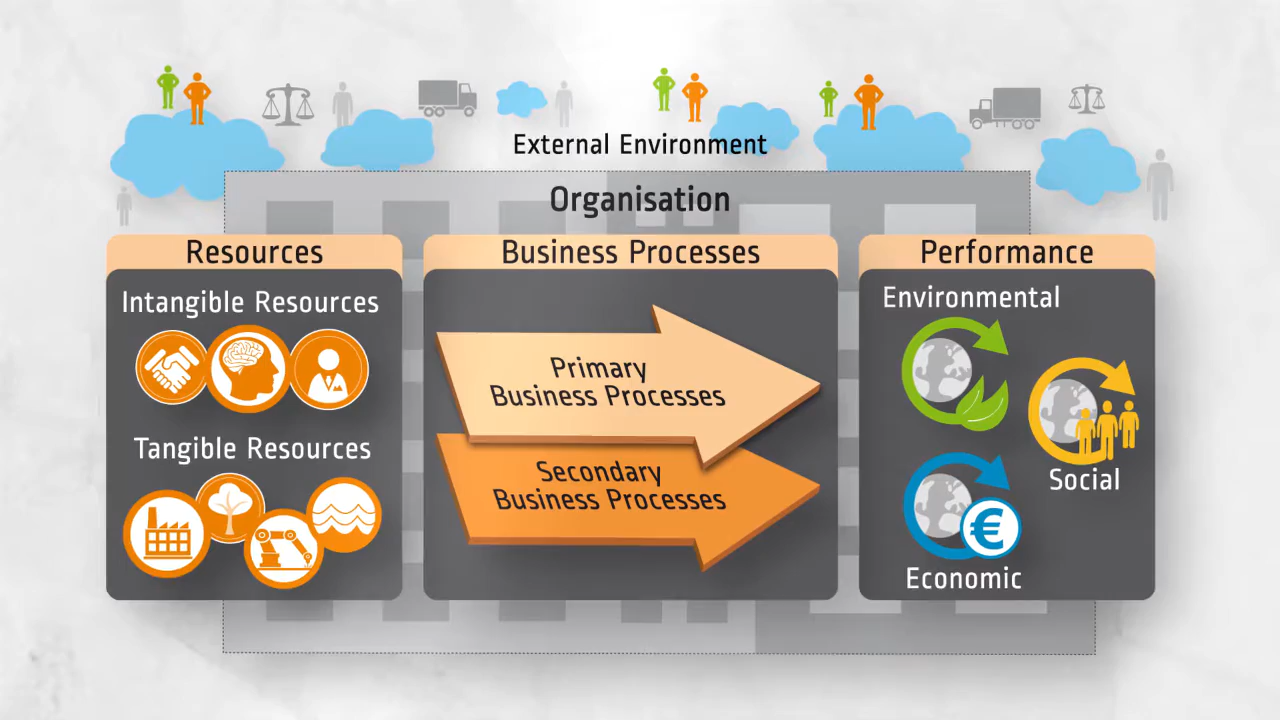 External Environment
Organisation
Resources
Intangible Resources
Tangible Resources
Business Processes
Primary
Business Processes
Secondary
Business Processes
Performance
Environmental
Social
€
Economic